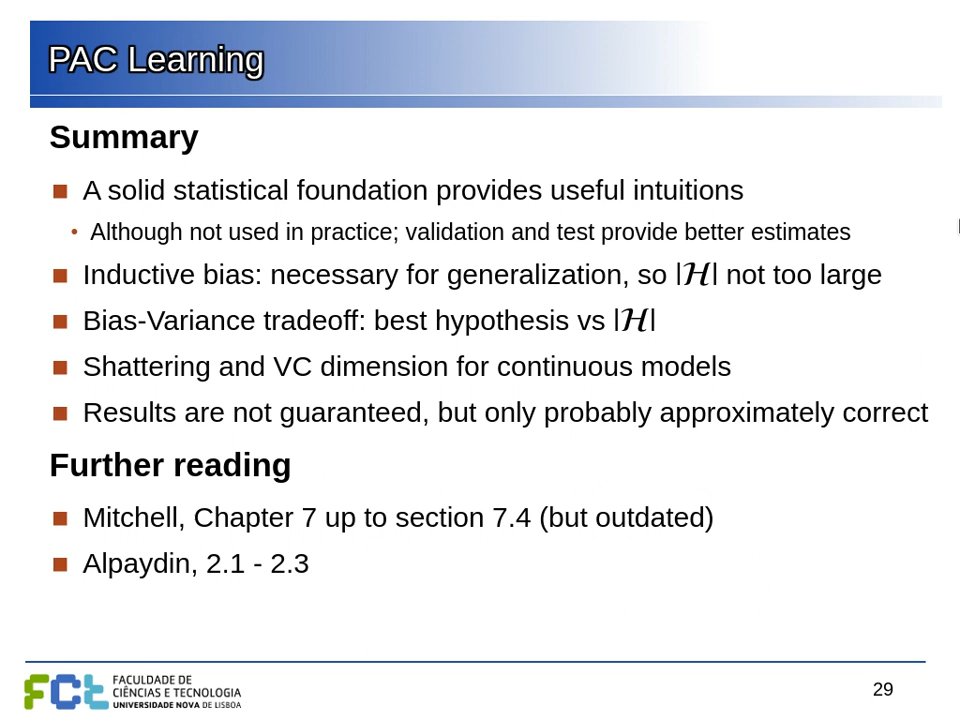 PAC Learning
Summary
■ A solid statistical foundation provides useful intuitions
• Although not used in practice; validation and test provide better estimates
■ Inductive bias: necessary for generalization, so |ℋ| not too large
■ Bias-Variance tradeoff: best hypothesis vs |ℋ|
■ Shattering and VC dimension for continuous models
■ Results are not guaranteed, but only probably approximately correct
Further reading
■ Mitchell, Chapter 7 up to section 7.4 (but outdated)
■ Alpaydin, 2.1 - 2.3
FCt
FACULDADE DE
CIÊNCIAS E TECNOLOGIA
UNIVERSIDADE NOVA DE LISBOA
29